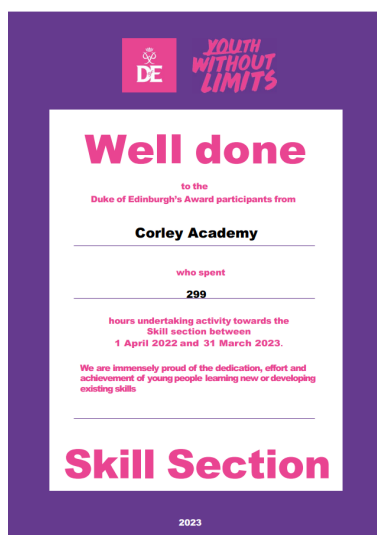 DofE
YOUTH
WITHOUT
LIMITS
Well done
to the
Duke of Edinburgh's Award participants from
Corley Academy
who spent
299
hours undertaking activity towards the
Skill section between
1 April 2022 and 31 March 2023.
We are immensely proud of the dedication, effort and
achievement of young people learning new or developing
existing skills
Skill Section
2023